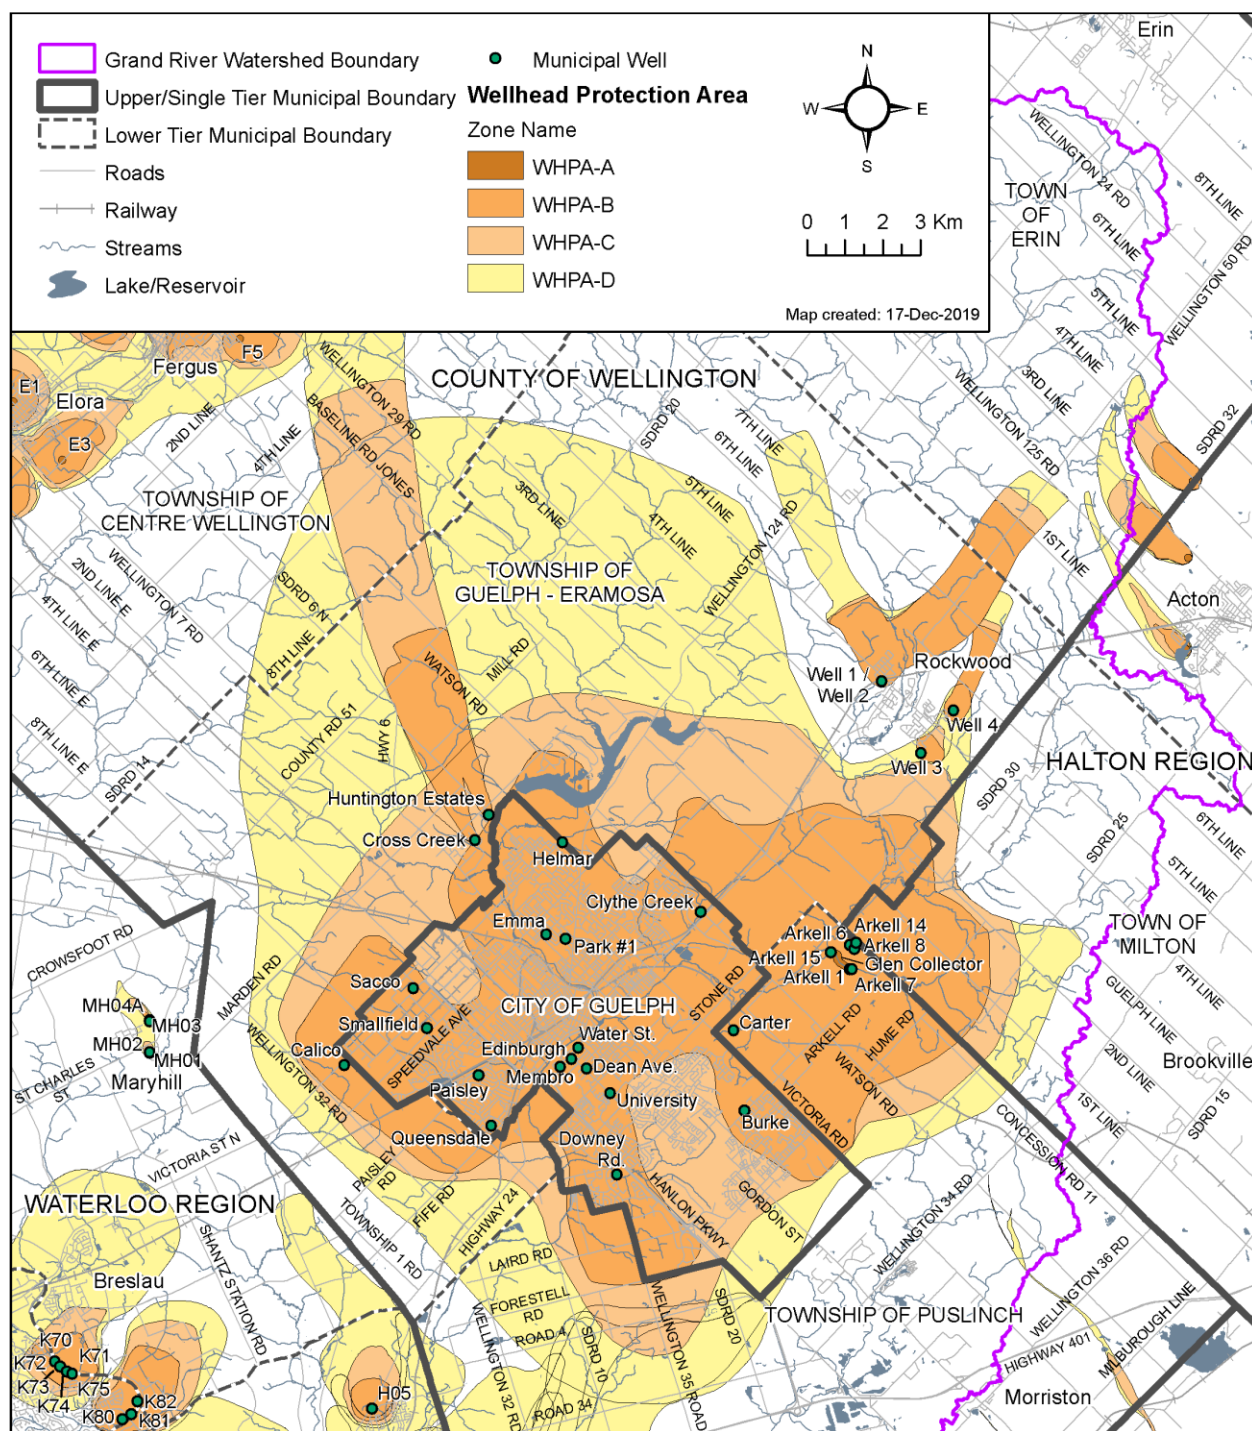 Grand River Watershed Boundary
Upper/Single Tier Municipal Boundary
Lower Tier Municipal Boundary
Roads
Railway
Streams
Lake/Reservoir
Municipal Well
Wellhead Protection Area
Zone Name
WHPA-A
WHPA-B
WHPA-C
WHPA-D
N
W
E
S
0 1 2 3 Km
Map created: 17-Dec-2019
Erin
WELLINGTON 24 RD
8TH LINE
TOWN
OF
ERIN
6TH LINE
WELLINGTON 50 RD
5TH LINE
4TH LINE
3RD LINE
WELLINGTON 125 RD
SDRD 32
1ST LINE
Acton
F5
Fergus
E1
Elora
E3
2ND LINE
4TH LINE
WELLINGTON 29 RD
BASELINE RD JONES
COUNTY OF WELLINGTON
SDRD 20
7TH LINE
6TH LINE
5TH LINE
4TH LINE
3RD LINE
WELLINGTON 124 RD
TOWNSHIP OF
CENTRE WELLINGTON
TOWNSHIP OF
GUELPH - ERAMOSA
WELLINGTON 7 RD
2ND LINE E
4TH LINE E
6TH LINE E
8TH LINE E
SDRD 14
SDRD 6 N
8TH LINE
COUNTY RD 51
HWY 6
WATSON RD
MILL RD
Rockwood
Well 1 /
Well 2
Well 4
Well 3
HALTON REGION
SDRD 30
SDRD 25
6TH LINE
5TH LINE
TOWN OF
MILTON
4TH LINE
GUELPH LINE
2ND LINE
Brookville
1ST LINE
SDRD 15
Huntington Estates
Cross Creek
Helmar
Clythe Creek
Emma
Park #1
Arkell 14
Arkell 6
Arkell 8
Arkell 15
Glen Collector
Arkell 1
Arkell 7
Sacco
CITY OF GUELPH
STONE RD
Smallfield
SPEEDVALE AVE
Water St.
Carter
ARKELL RD
HUME RD
WATSON RD
Calico
Edinburgh
Membro
Dean Ave.
Paisley
University
Burke
VICTORIA RD
Queensdale
Downey
Rd.
HANLON PKWY
GORDON ST
CONCESSION RD 11
CROWSFOOT RD
MARDEN RD
MH04A
MH03
MH02
MH01
ST CHARLES
ST
Maryhill
WELLINGTON 32 RD
VICTORIA ST N
PAISLEY
RD
FIFE RD
HIGHWAY 24
TOWNSHIP 1 RD
WATERLOO REGION
SHANTZ STATION RD
Breslau
LAIRD RD
FORESTELL
RD
ROAD 4
SDRD 10
ROAD 34
WELLINGTON 32 RD
WELLINGTON 35 ROAD
SDRD 20
WELLINGTON 34 RD
TOWNSHIP OF PUSLINCH
WELLINGTON 36 RD
HIGHWAY 401
MILBOROUGH LINE
Morriston
K70
K72
K71
K73
K75
K74
K82
K80
K81
H05